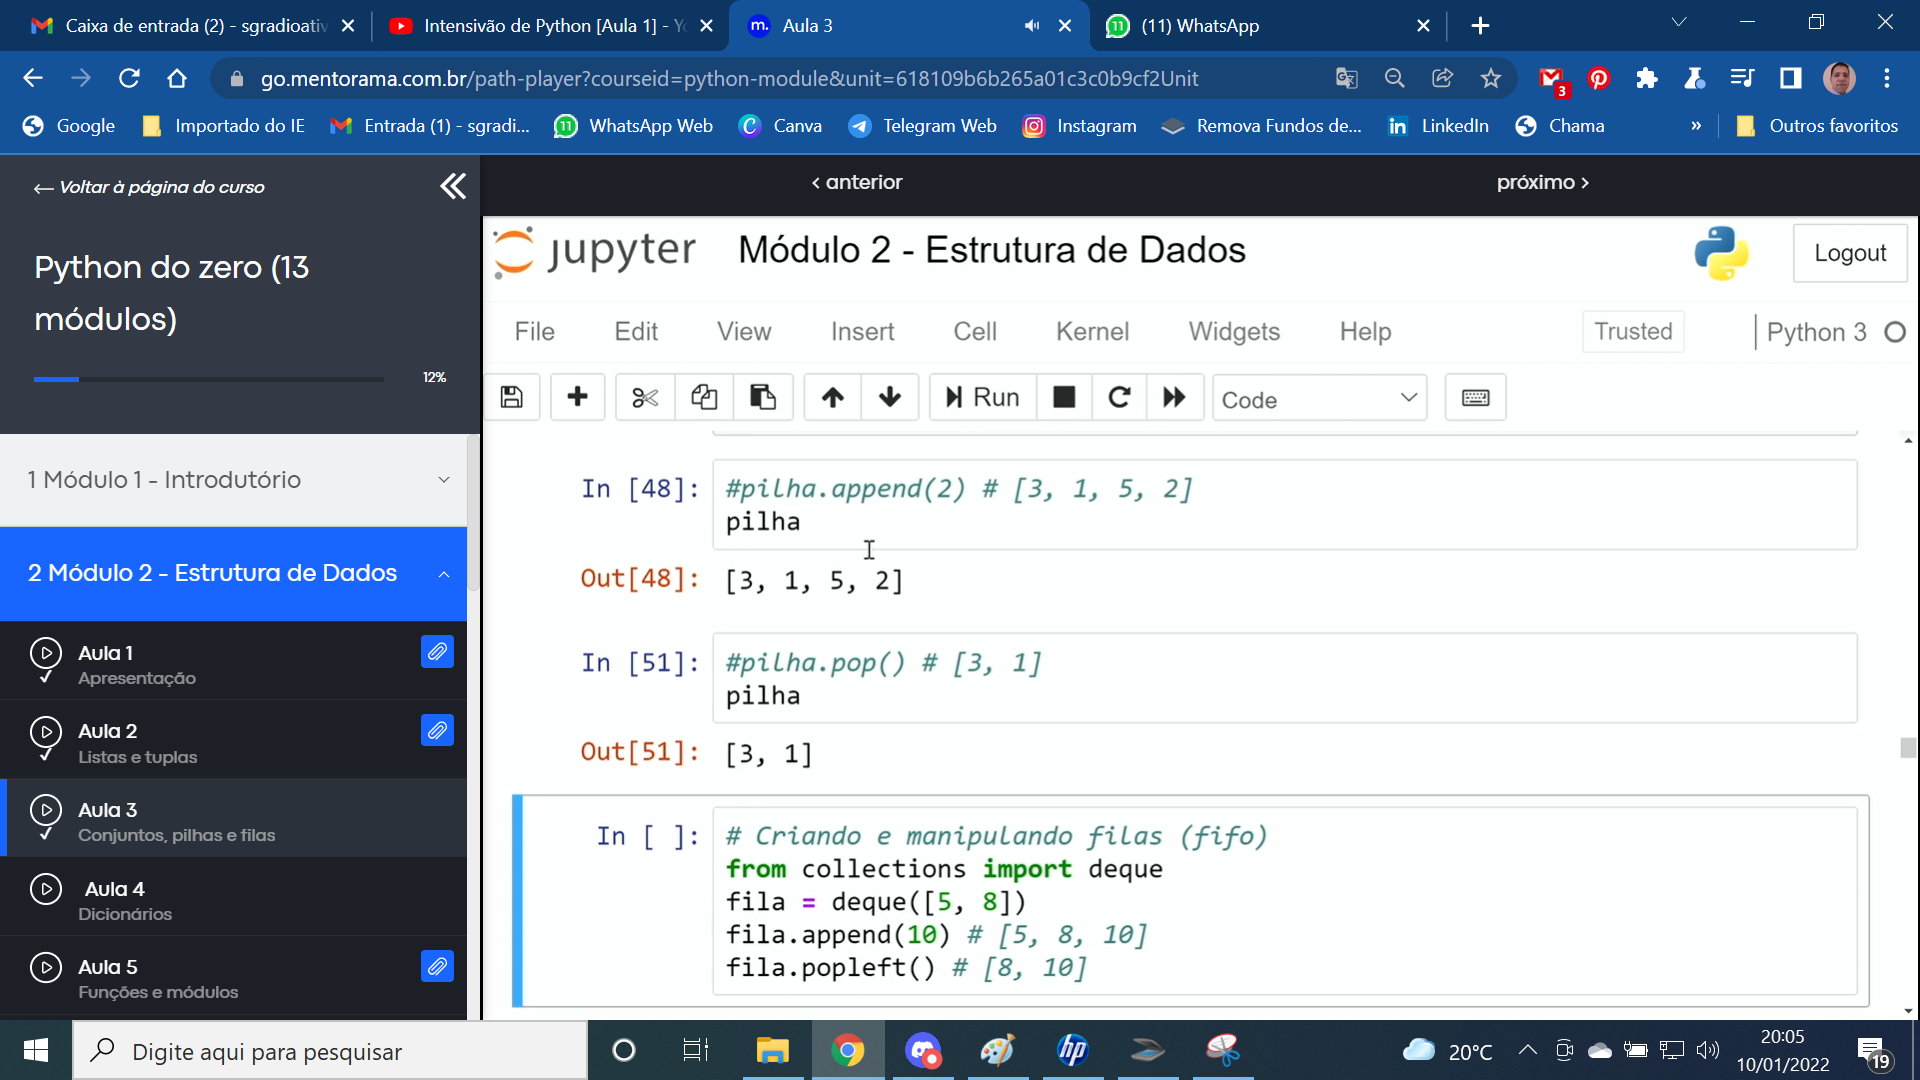 Caixa de entrada (2) - sgradioativ
Intensivão de Python [Aula 1] - Yo
m. Aula 3
11 (11) WhatsApp
go.mentorama.com.br/path-player?courseid=python-module&unit=618109b6b265a01c3c0b9cf2Unit
3
Google
Importado do IE
Entrada (1) - sgradi...
11 WhatsApp Web
Canva
Telegram Web
Instagram
Remova Fundos de...
in LinkedIn
Chama
»
Outros favoritos
← Voltar à página do curso
‹ anterior
próximo ›
Python do zero (13
módulos)
12%
1 Módulo 1 - Introdutório
2 Módulo 2 - Estrutura de Dados
Aula 1
Apresentação
Aula 2
Listas e tuplas
Aula 3
Conjuntos, pilhas e filas
Aula 4
Dicionários
Aula 5
Funções e módulos
jupyter Módulo 2 - Estrutura de Dados
Logout
File Edit View Insert Cell Kernel Widgets Help
Trusted
Python 3
Run
Code
In [48]: #pilha.append(2) # [3, 1, 5, 2]
pilha
Out[48]: [3, 1, 5, 2]
In [51]: #pilha.pop() # [3, 1]
pilha
Out[51]: [3, 1]
In [ ]: # Criando e manipulando filas (fifo)
from collections import deque
fila = deque([5, 8])
fila.append(10) # [5, 8, 10]
fila.popleft() # [8, 10]
Digite aqui para pesquisar
hp
20°C
20:05
10/01/2022
19